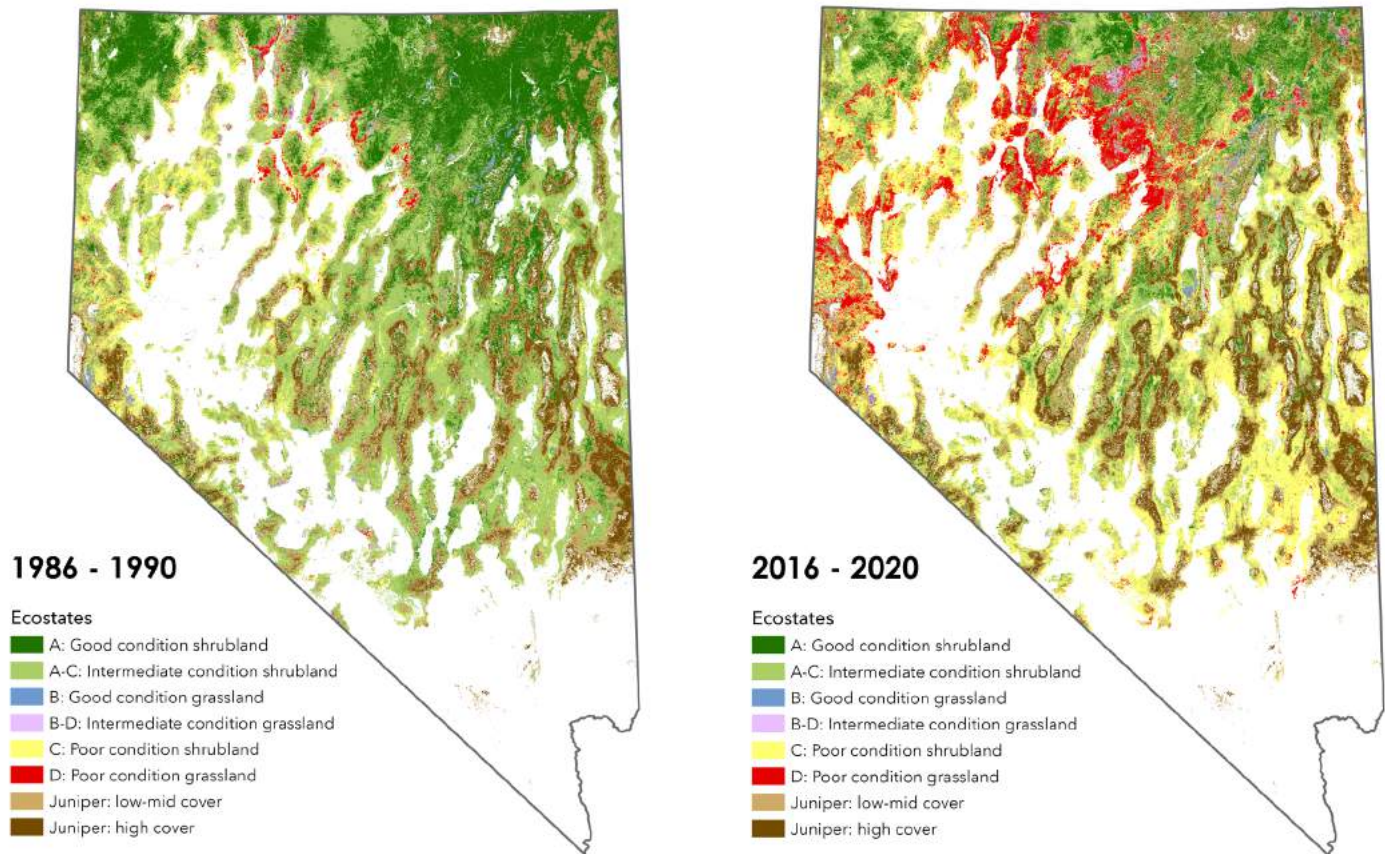 1986 - 1990
Ecostates
A: Good condition shrubland
A-C: Intermediate condition shrubland
B: Good condition grassland
B-D: Intermediate condition grassland
C: Poor condition shrubland
D: Poor condition grassland
Juniper: low-mid cover
Juniper: high cover
2016 - 2020
Ecostates
A: Good condition shrubland
A-C: Intermediate condition shrubland
B: Good condition grassland
B-D: Intermediate condition grassland
C: Poor condition shrubland
D: Poor condition grassland
Juniper: low-mid cover
Juniper: high cover